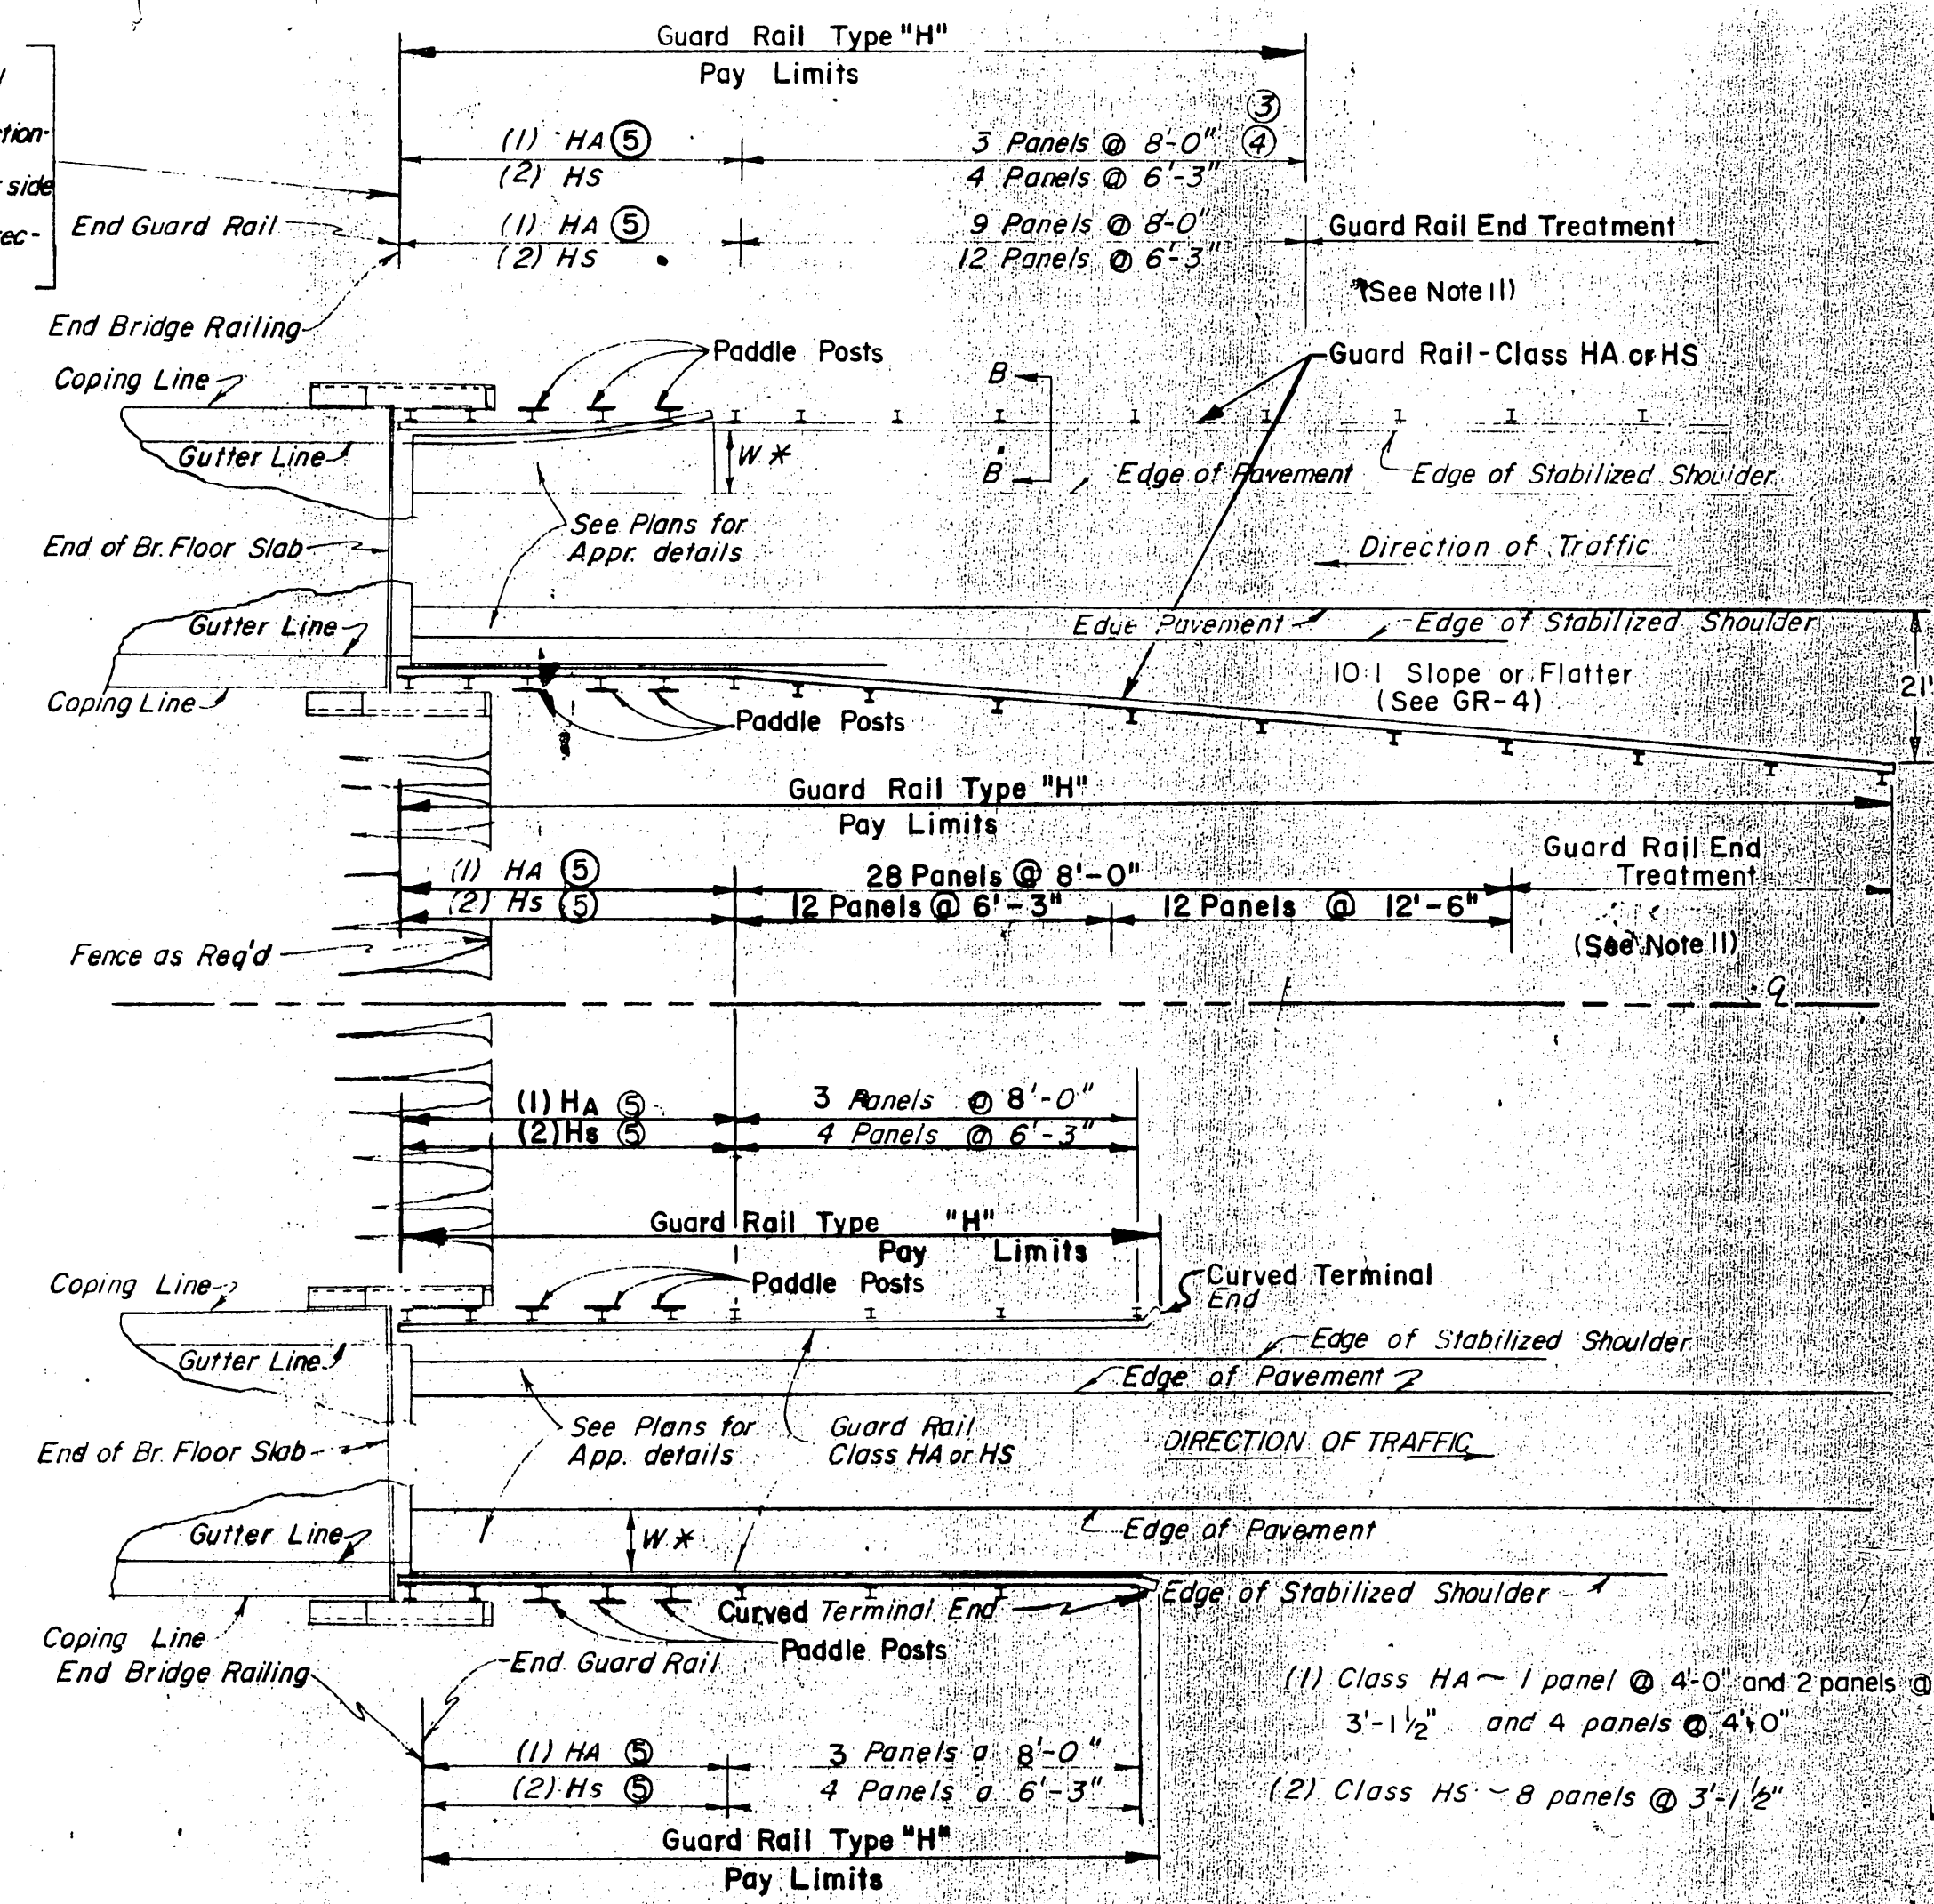 Guard Rail Type "H"
Pay Limits
tion-
side
ec-
(1) HA ⑤
(2) HS
3 Panels @ 8'-0" ③
4 Panels @ 6'-3" ④
End Guard Rail
(1) HA ⑤
(2) HS
9 Panels @ 8'-0"
12 Panels @ 6'-3"
Guard Rail End Treatment
*(See Note 11)
End Bridge Railing
Paddle Posts
Guard Rail - Class HA or HS
Coping Line
B
Gutter Line
W *
B
Edge of Pavement
Edge of Stabilized Shoulder
See Plans for
Appr. details
End of Br. Floor Slab
Direction of Traffic
Gutter Line
Edge Pavement
Edge of Stabilized Shoulder
10:1 Slope or Flatter
(See GR-4)
21'
Coping Line
Paddle Posts
Guard Rail Type "H"
Pay Limits
Guard Rail End
Treatment
(See Note 11)
(1) HA ⑤
(2) Hs ⑤
28 Panels @ 8'-0"
12 Panels @ 6'-3"
12 Panels @ 12'-6"
Fence as Req'd
(1) HA ⑤
(2) Hs ⑤
3 Panels @ 8'-0"
4 Panels @ 6'-3"
Guard Rail Type "H"
Pay Limits
Coping Line
Paddle Posts
Curved Terminal
End
Gutter Line
Edge of Stabilized Shoulder
Edge of Pavement
See Plans for
App. details
Guard Rail
Class HA or HS
End of Br. Floor Slab
DIRECTION OF TRAFFIC
Gutter Line
W *
Edge of Pavement
Curved Terminal End
Edge of Stabilized Shoulder
Coping Line
Paddle Posts
End Bridge Railing
End Guard Rail
(1) Class HA ~ 1 panel @ 4'-0" and 2 panels @
3'-1½" and 4 panels @ 4'-0"
(1) HA ⑤
(2) Hs ⑤
3 Panels a 8'-0"
4 Panels a 6'-3"
(2) Class HS ~ 8 panels @ 3'-1½"
Guard Rail Type "H"
Pay Limits